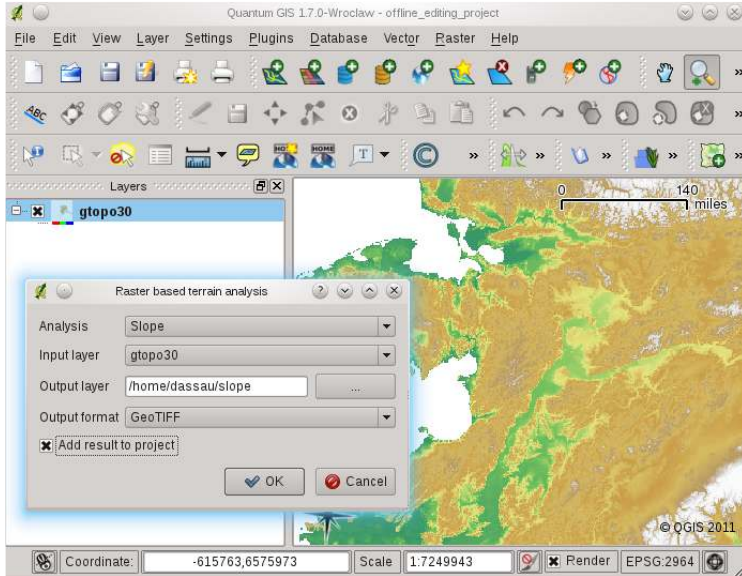 Quantum GIS 1.7.0-Wroclaw - offline_editing_project
File Edit View Layer Settings Plugins Database Vector Raster Help
ABC
T
©
»
Layers
gtopo30
0 140
miles
Raster based terrain analysis
Analysis Slope
Input layer gtopo30
Output layer /home/dassau/slope ...
Output format GeoTIFF
Add result to project
OK Cancel
© QGIS 2011
Coordinate: -615763,6575973 Scale 1:7249943 Render EPSG:2964